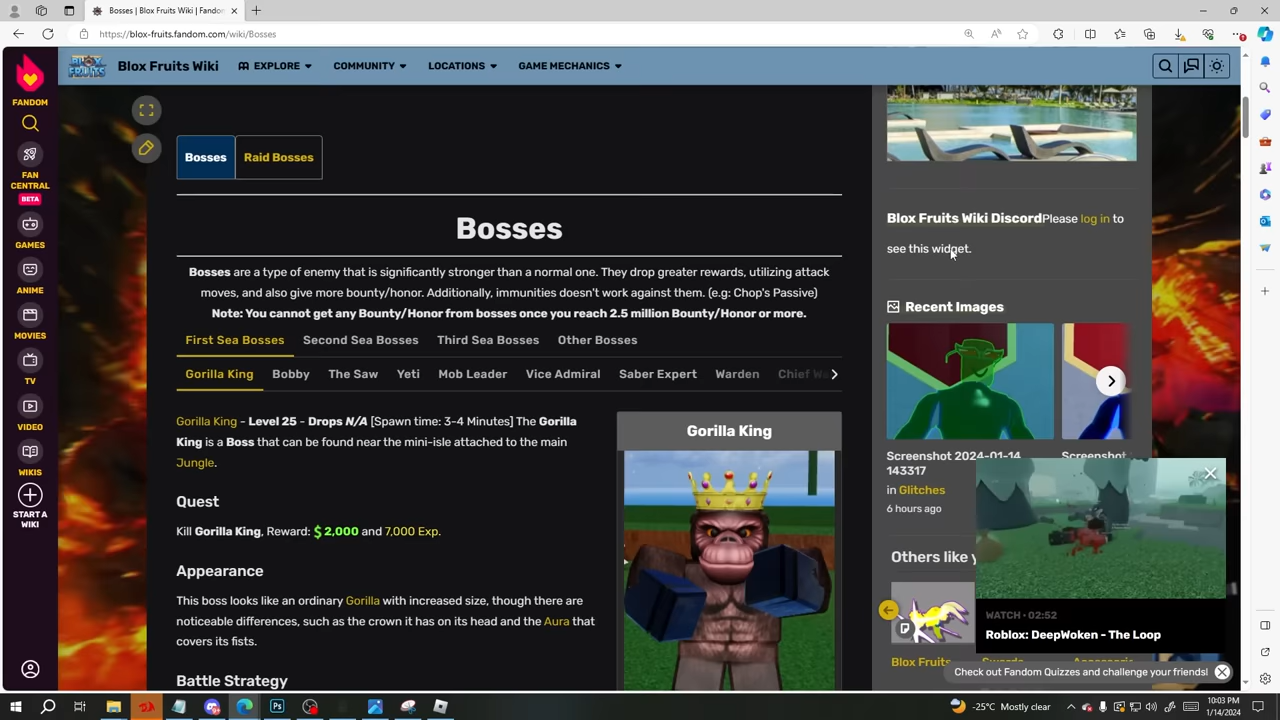 Bosses | Blox Fruits Wiki | Fandom
https://blox-fruits.fandom.com/wiki/Bosses
FANDOM
FAN CENTRAL
BETA
GAMES
ANIME
MOVIES
TV
VIDEO
WIKIS
START A WIKI
BLOX FRUITS
Blox Fruits Wiki
EXPLORE
COMMUNITY
LOCATIONS
GAME MECHANICS
Bosses
Raid Bosses
Bosses
Bosses are a type of enemy that is significantly stronger than a normal one. They drop greater rewards, utilizing attack
moves, and also give more bounty/honor. Additionally, immunities doesn't work against them. (e.g: Chop's Passive)
Note: You cannot get any Bounty/Honor from bosses once you reach 2.5 million Bounty/Honor or more.
First Sea Bosses Second Sea Bosses Third Sea Bosses Other Bosses
Gorilla King Bobby The Saw Yeti Mob Leader Vice Admiral Saber Expert Warden Chief
Gorilla King - Level 25 - Drops N/A [Spawn time: 3-4 Minutes] The Gorilla
King is a Boss that can be found near the mini-isle attached to the main
Jungle.
Quest
Kill Gorilla King, Reward: $ 2,000 and 7,000 Exp.
Appearance
This boss looks like an ordinary Gorilla with increased size, though there are
noticeable differences, such as the crown it has on its head and the Aura that
covers its fists.
Battle Strategy
Gorilla King
Blox Fruits Wiki Discord Please log in to
see this widget.
Recent Images
Screenshot 2024-01-14
143317
in Glitches
6 hours ago
Screenshot
Others like
Blox Fruits
WATCH • 02:52
Roblox: DeepWoken - The Loop
Check out Fandom Quizzes and challenge your friends!
-25°C Mostly clear
10:03 PM
1/14/2024